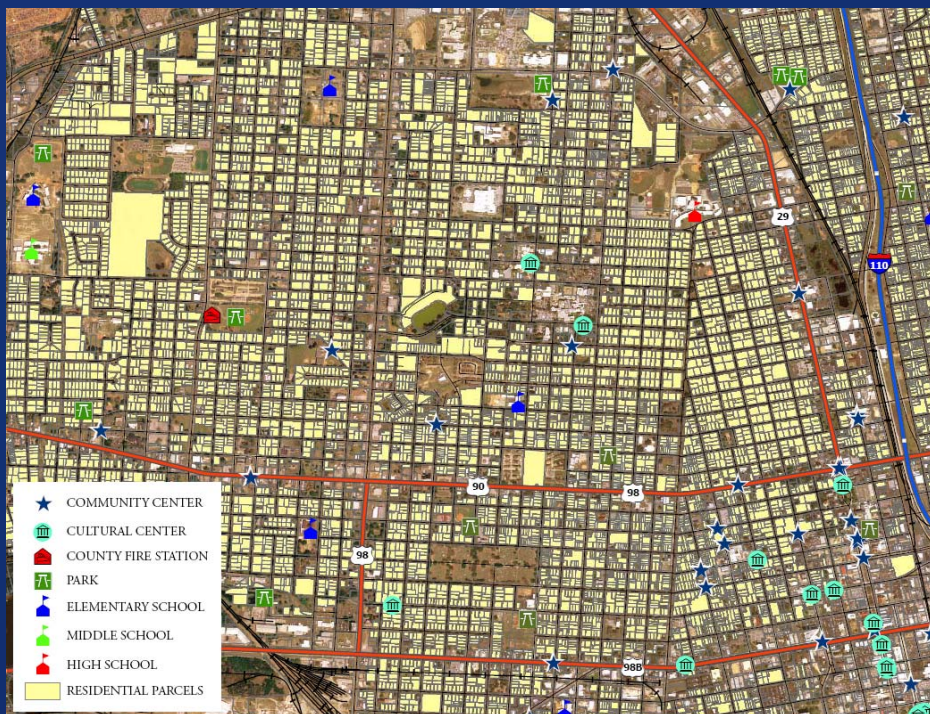 29
110
90
98
98
98B
COMMUNITY CENTER
CULTURAL CENTER
COUNTY FIRE STATION
PARK
ELEMENTARY SCHOOL
MIDDLE SCHOOL
HIGH SCHOOL
RESIDENTIAL PARCELS